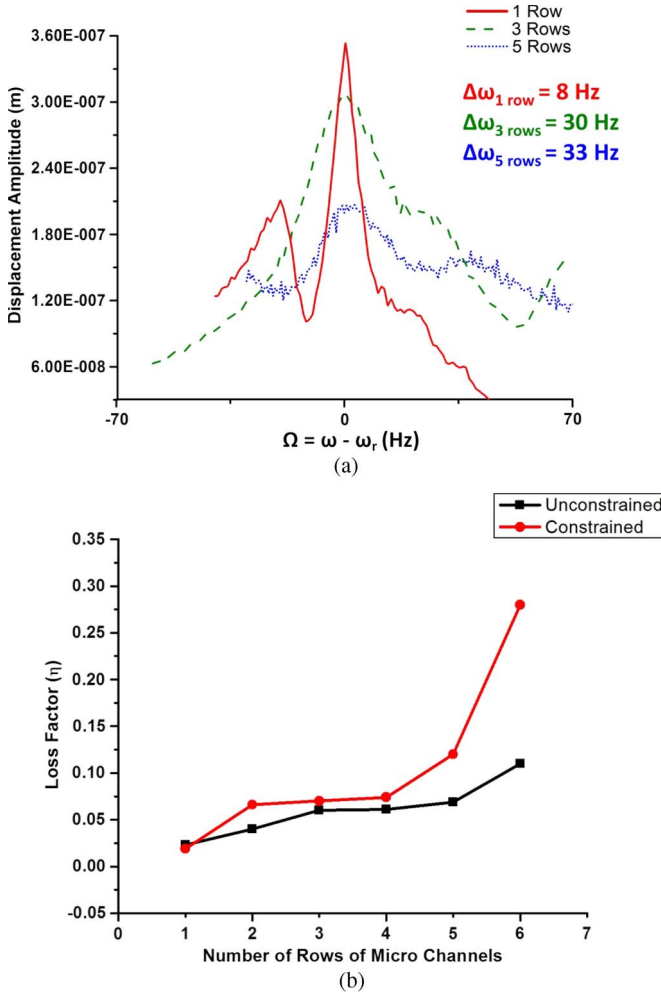 1 Row
3 Rows
5 Rows
Δω1 row = 8 Hz
Δω3 rows = 30 Hz
Δω5 rows = 33 Hz
Displacement Amplitude (m)
3.60E-007
3.00E-007
2.40E-007
1.80E-007
1.20E-007
6.00E-008
-70 0 70
Ω = ω - ωr (Hz)
(a)
Unconstrained
Constrained
Loss Factor (η)
0.35
0.30
0.25
0.20
0.15
0.10
0.05
0.00
-0.05
0 1 2 3 4 5 6 7
Number of Rows of Micro Channels
(b)